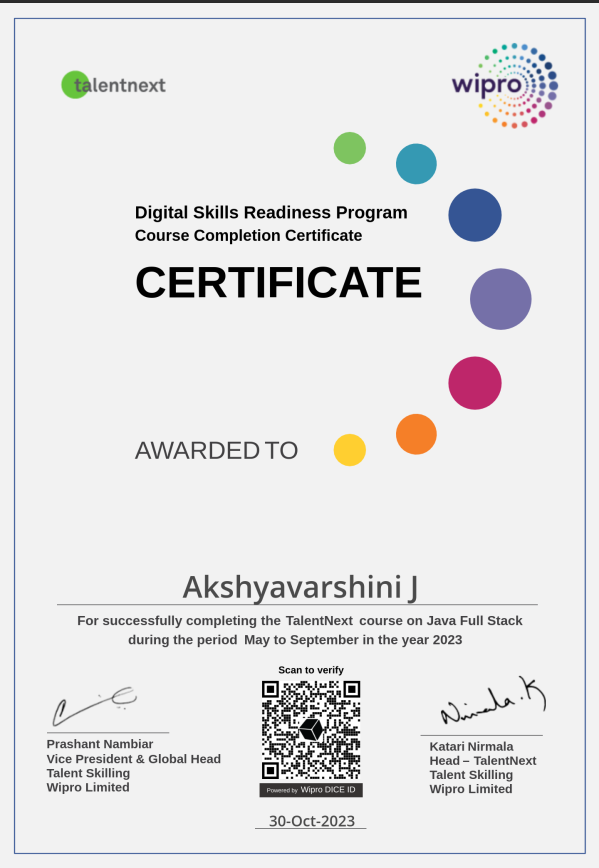 talentnext
wipro
Digital Skills Readiness Program
Course Completion Certificate
CERTIFICATE
AWARDED TO
Akshyavarshini J
For successfully completing the TalentNext course on Java Full Stack
during the period May to September in the year 2023
Scan to verify
Nirmala.K
Prashant Nambiar
Vice President & Global Head
Talent Skilling
Wipro Limited
Powered by Wipro DICE ID
Katari Nirmala
Head – TalentNext
Talent Skilling
Wipro Limited
30-Oct-2023